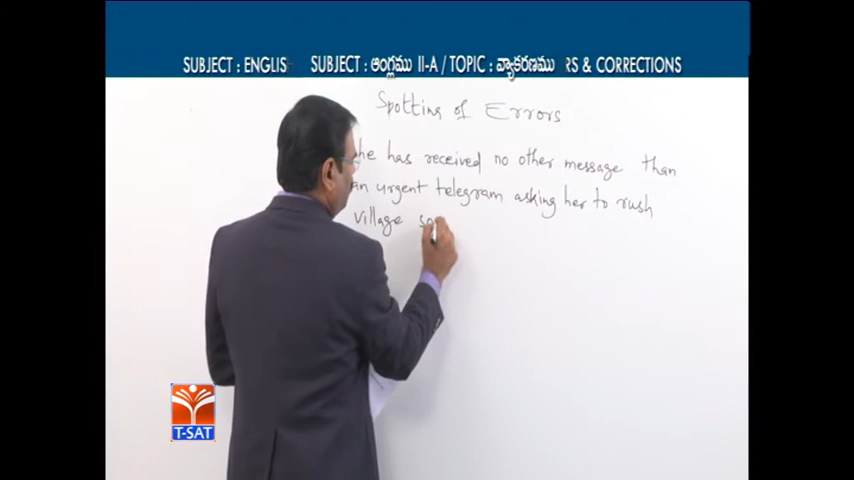 SUBJECT : ENGLIS SUBJECT : ఆంగ్లము II-A / TOPIC : వ్యాకరణము RS & CORRECTIONS
Spotting of Errors
he has received no other message than
an urgent telegram asking her to rush
village so
T-SAT